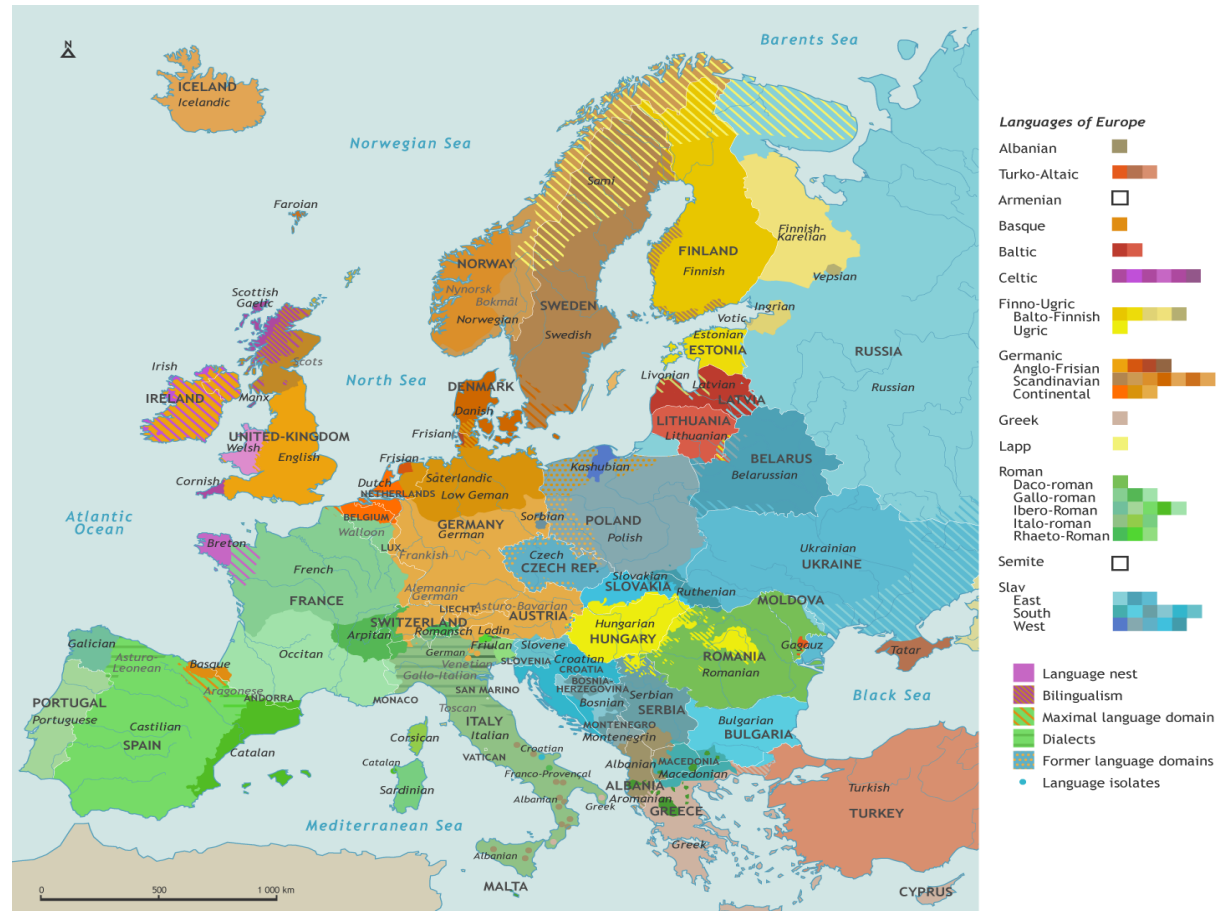 N
Barents Sea
ICELAND
Icelandic
Norwegian Sea
Sami
Faroian
Finnish-
Karelian
FINLAND
Finnish
NORWAY
Nynorsk
Bokmål
Norwegian
Vepsian
Scottish
Gaelic
SWEDEN
Swedish
Ingrian
Votic
Estonian
ESTONIA
RUSSIA
Russian
Scots
Irish
North Sea
Livonian
Latvian
LATVIA
IRELAND
Manx
DENMARK
Danish
LITHUANIA
Lithuanian
UNITED-KINGDOM
Welsh
English
Frisian
BELARUS
Belarussian
Cornish
Frisian
Dutch
NETHERLANDS
Säterlandic
Low Geman
Kashubian
Atlantic
Ocean
BELGIUM
Walloon
Sorbian
GERMANY
German
POLAND
Polish
Breton
LUX.
Frankish
Czech
CZECH REP.
Ukrainian
UKRAINE
French
FRANCE
Alemannic
German
Slovakian
SLOVAKIA
Ruthenian
LIECHT.
Asturo-Bavarian
AUSTRIA
Hungarian
HUNGARY
MOLDOVA
Galician
Arpitan
SWITZERLAND
Romansch
Ladin
Friulan
German
Gagauz
Tatar
Asturo-
Leonean
Basque
Occitan
Venetian
Gallo-Italian
Slovene
SLOVENIA
Croatian
CROATIA
ROMANIA
Romanian
Aragonese
ANDORRA
MONACO
SAN MARINO
BOSNIA-
HERZEGOVINA
Bosnian
Serbian
SERBIA
Black Sea
PORTUGAL
Portuguese
Castilian
SPAIN
Catalan
Toscan
ITALY
Italian
MONTENEGRO
Montenegrin
Bulgarian
BULGARIA
Corsican
VATICAN
Croatian
Albanian
MACEDONIA
Macedonian
Catalan
Sardinian
Franco-Provençal
Albanian
Greek
ALBANIA
Aromanian
GREECE
Greek
Turkish
TURKEY
Mediterranean Sea
Albanian
MALTA
CYPRUS
0
500
1 000 km
Languages of Europe
Albanian
Turko-Altaic
Armenian
Basque
Baltic
Celtic
Finno-Ugric
Balto-Finnish
Ugric
Germanic
Anglo-Frisian
Scandinavian
Continental
Greek
Lapp
Roman
Daco-roman
Gallo-roman
Ibero-Roman
Italo-roman
Rhaeto-Roman
Semite
Slav
East
South
West
Language nest
Bilingualism
Maximal language domain
Dialects
Former language domains
Language isolates